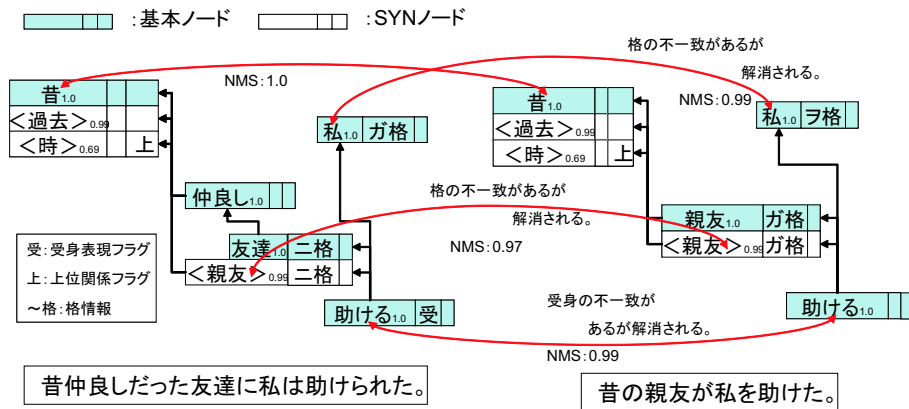 :基本ノード
:SYNノード
格の不一致があるが
解消される。
NMS:1.0
NMS:0.99
昔1.0
<過去>0.99
<時>0.69 上
私1.0 ガ格
昔1.0
<過去>0.99
<時>0.69 上
私1.0 ヲ格
仲良し1.0
格の不一致があるが
解消される。
NMS:0.97
友達1.0 ニ格
<親友>0.99 ニ格
親友1.0 ガ格
<親友>0.99 ガ格
受:受身表現フラグ
上:上位関係フラグ
~格:格情報
助ける1.0 受
受身の不一致が
あるが解消される。
NMS:0.99
助ける1.0
昔仲良しだった友達に私は助けられた。
昔の親友が私を助けた。